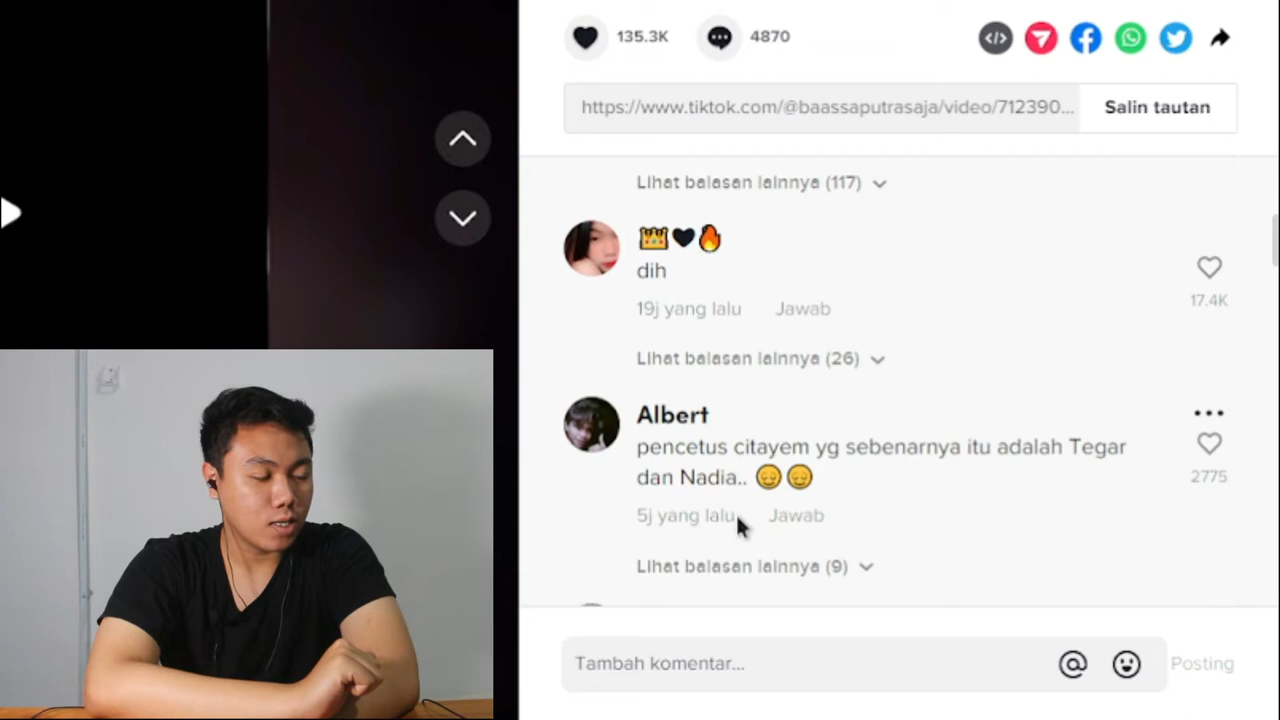 135.3K
4870
https://www.tiktok.com/@baassaputrasaja/video/712390...
Salin tautan
Lihat balasan lainnya (117)
👑🖤🔥
dih
19j yang lalu Jawab
17.4K
Lihat balasan lainnya (26)
Albert
pencetus citayem yg sebenarnya itu adalah Tegar
dan Nadia.. 😌😌
2775
5j yang lalu Jawab
Lihat balasan lainnya (9)
Tambah komentar...
Posting